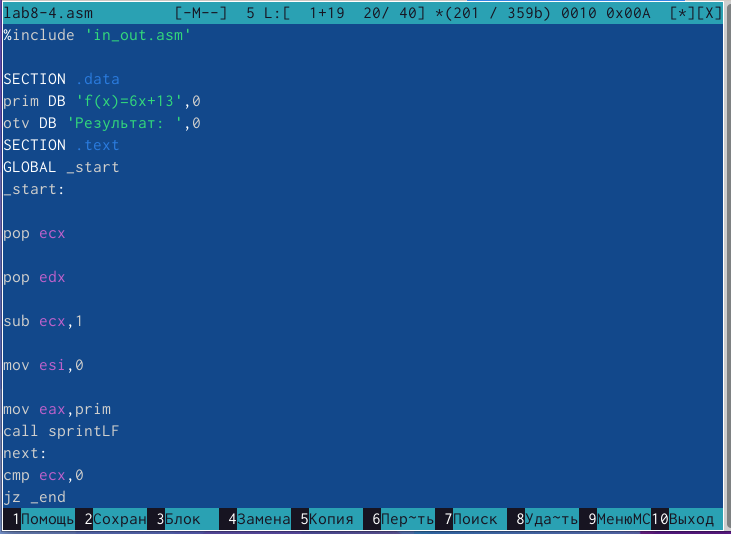 lab8-4.asm [-M--] 5 L:[ 1+19 20/ 40] *(201 / 359b) 0010 0x00A [*][X]
%include 'in_out.asm'
SECTION .data
prim DB 'f(x)=6x+13',0
otv DB 'Результат: ',0
SECTION .text
GLOBAL _start
_start:
pop ecx
pop edx
sub ecx,1
mov esi,0
mov eax,prim
call sprintLF
next:
cmp ecx,0
jz _end
1Помощь 2Сохран 3Блок 4Замена 5Копия 6Пер~ть 7Поиск 8Уда~ть 9МенюMC 10Выход